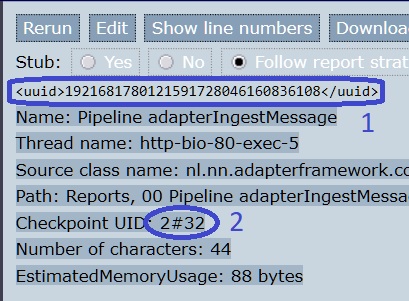 Rerun Edit Show line numbers Download
Stub: Yes No Follow report strat
<uuid>1921681780121591728046160836108</uuid>
1
Name: Pipeline adapterIngestMessage
Thread name: http-bio-80-exec-5
Source class name: nl.nn.adapterframework.co
Path: Reports, 00 Pipeline adapterIngestMessa
Checkpoint UID: 2#32 2
Number of characters: 44
EstimatedMemoryUsage: 88 bytes